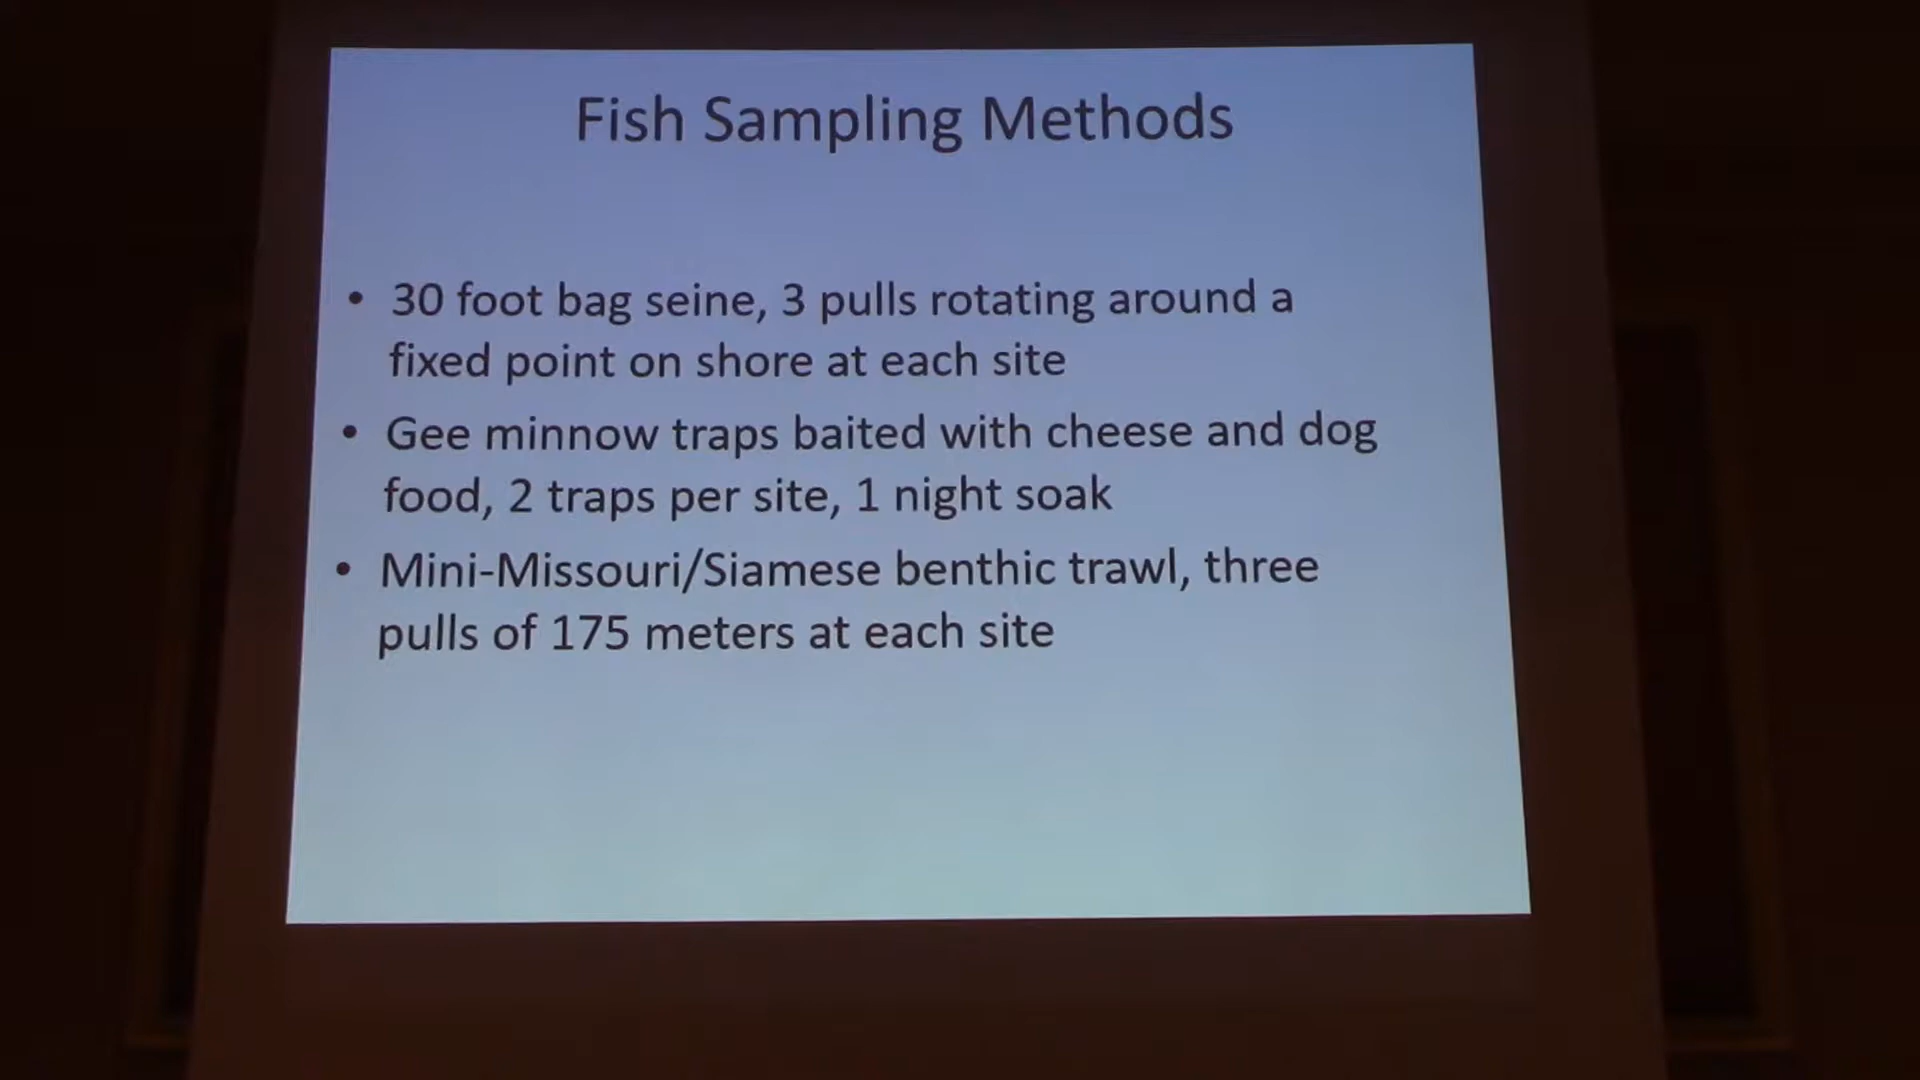 Fish Sampling Methods
• 30 foot bag seine, 3 pulls rotating around a
fixed point on shore at each site
• Gee minnow traps baited with cheese and dog
food, 2 traps per site, 1 night soak
• Mini-Missouri/Siamese benthic trawl, three
pulls of 175 meters at each site